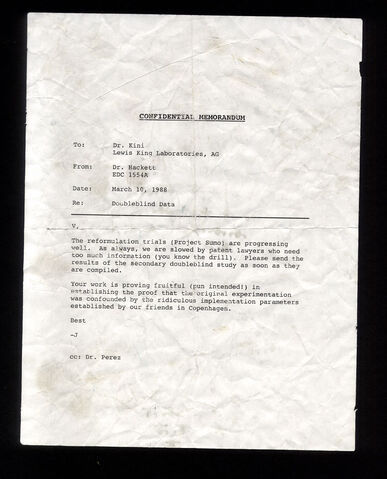 CONFIDENTIAL MEMORANDUM
To: Dr. Kini
Lewis King Laboratories, AG
From: Dr. Hackett
EDC 1554A
Date: March 10, 1988
Re: Doubleblind Data
V,
The reformulation trials (Project Sumo) are progressing
well. As always, we are slowed by patent lawyers who need
too much information (you know the drill). Please send the
results of the secondary doubleblind study as soon as they
are compiled.
Your work is proving fruitful (pun intended!) in
establishing the proof that the original experimentation
was confounded by the ridiculous implementation parameters
established by our friends in Copenhagen.
Best
-J
cc: Dr. Perez